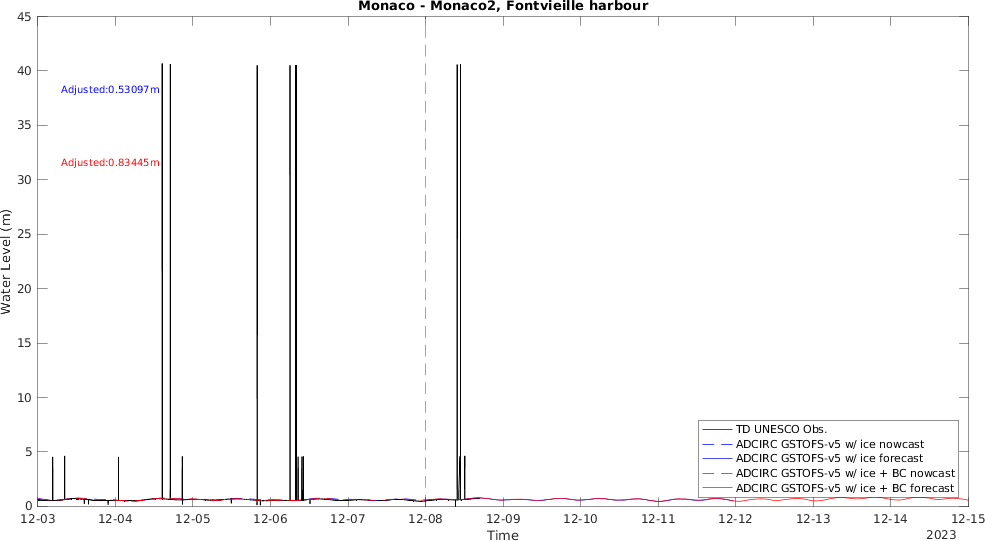 Monaco - Monaco2, Fontvieille harbour
45
40
35
30
25
20
15
10
5
0
Water Level (m)
Adjusted:0.53097m
Adjusted:0.83445m
TD UNESCO Obs.
ADCIRC GSTOFS-v5 w/ ice nowcast
ADCIRC GSTOFS-v5 w/ ice forecast
ADCIRC GSTOFS-v5 w/ ice + BC nowcast
ADCIRC GSTOFS-v5 w/ ice + BC forecast
12-03 12-04 12-05 12-06 12-07 12-08 12-09 12-10 12-11 12-12 12-13 12-14 12-15
Time
2023